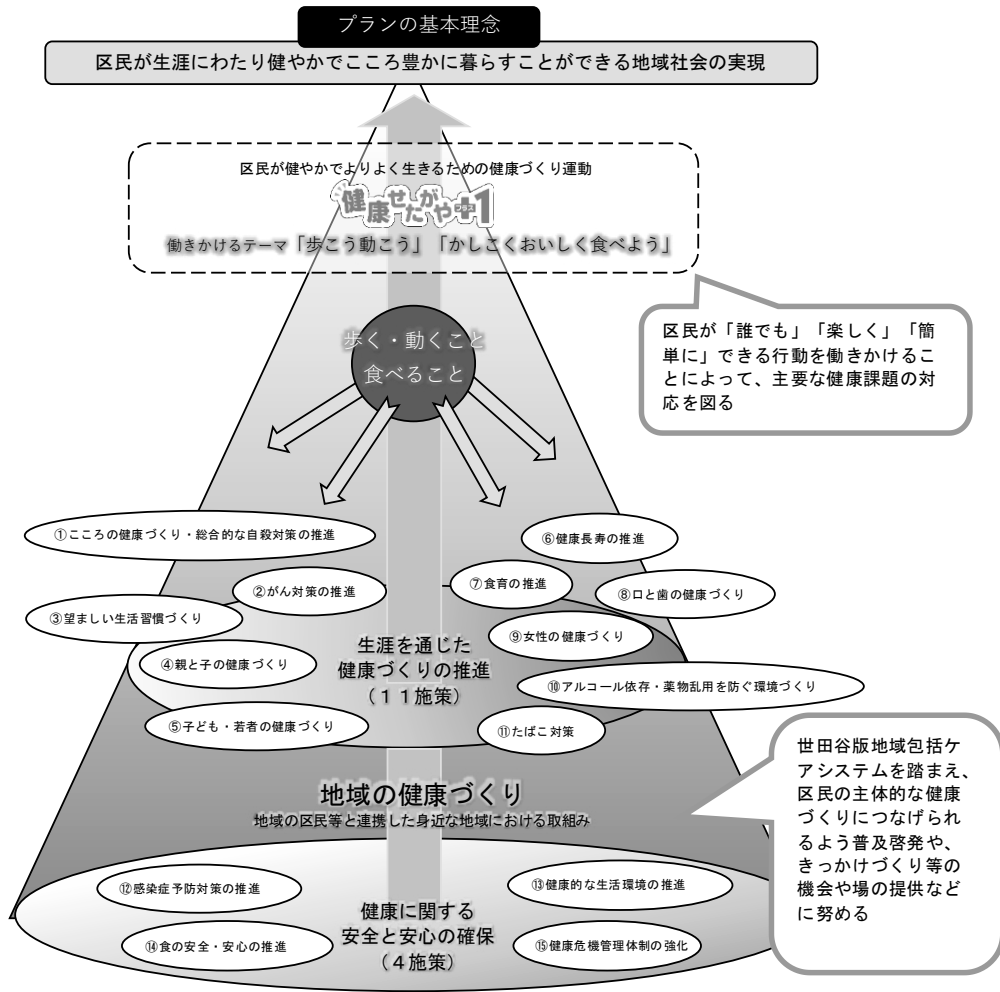 プランの基本理念
区民が生涯にわたり健やかでこころ豊かに暮らすことができる地域社会の実現
区民が健やかでよりよく生きるための健康づくり運動
健康せたがやプラス+1
働きかけるテーマ「歩こう動こう」「かしこくおいしく食べよう」
区民が「誰でも」「楽しく」「簡
単に」できる行動を働きかけるこ
とによって、主要な健康課題の対
応を図る
歩く・動くこと
食べること
①こころの健康づくり・総合的な自殺対策の推進
②がん対策の推進
③望ましい生活習慣づくり
④親と子の健康づくり
⑤子ども・若者の健康づくり
⑥健康長寿の推進
⑦食育の推進
⑧口と歯の健康づくり
⑨女性の健康づくり
⑩アルコール依存・薬物乱用を防ぐ環境づくり
⑪たばこ対策
生涯を通じた
健康づくりの推進
（１１施策）
地域の健康づくり
地域の区民等と連携した身近な地域における取組み
世田谷版地域包括ケ
アシステムを踏まえ、
区民の主体的な健康
づくりにつなげられ
るよう普及啓発や、
きっかけづくり等の
機会や場の提供など
に努める
⑫感染症予防対策の推進
⑬健康的な生活環境の推進
⑭食の安全・安心の推進
⑮健康危機管理体制の強化
健康に関する
安全と安心の確保
（４施策）